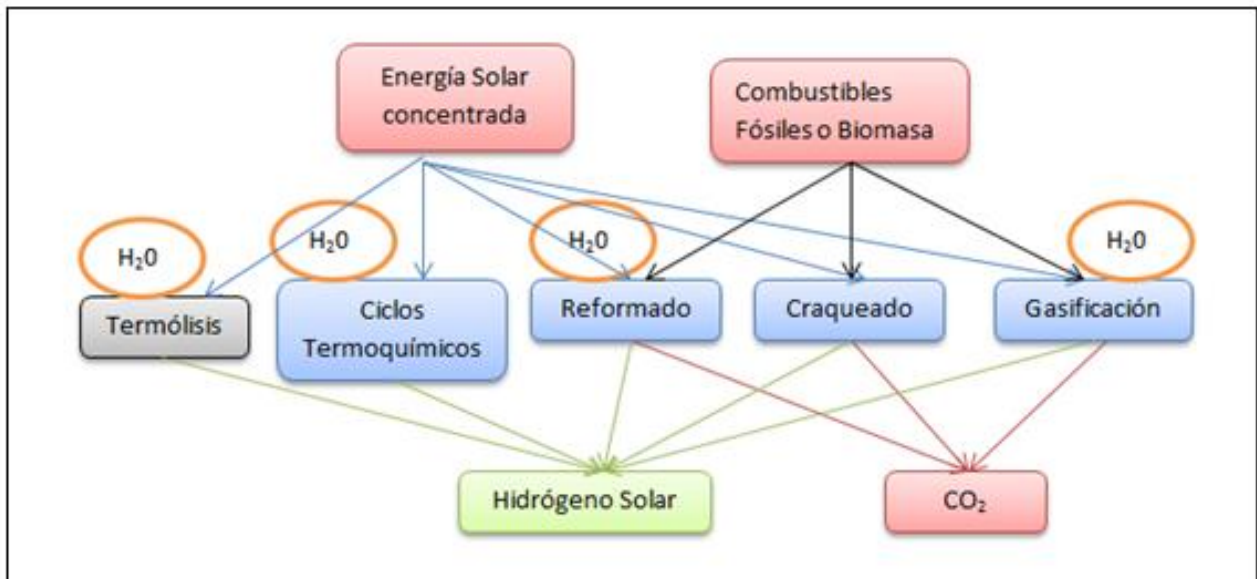 Energía Solar
concentrada
Combustibles
Fósiles o Biomasa
H₂0
H₂0
H₂0
H₂0
Termólisis
Ciclos
Termoquímicos
Reformado
Craqueado
Gasificación
Hidrógeno Solar
CO₂